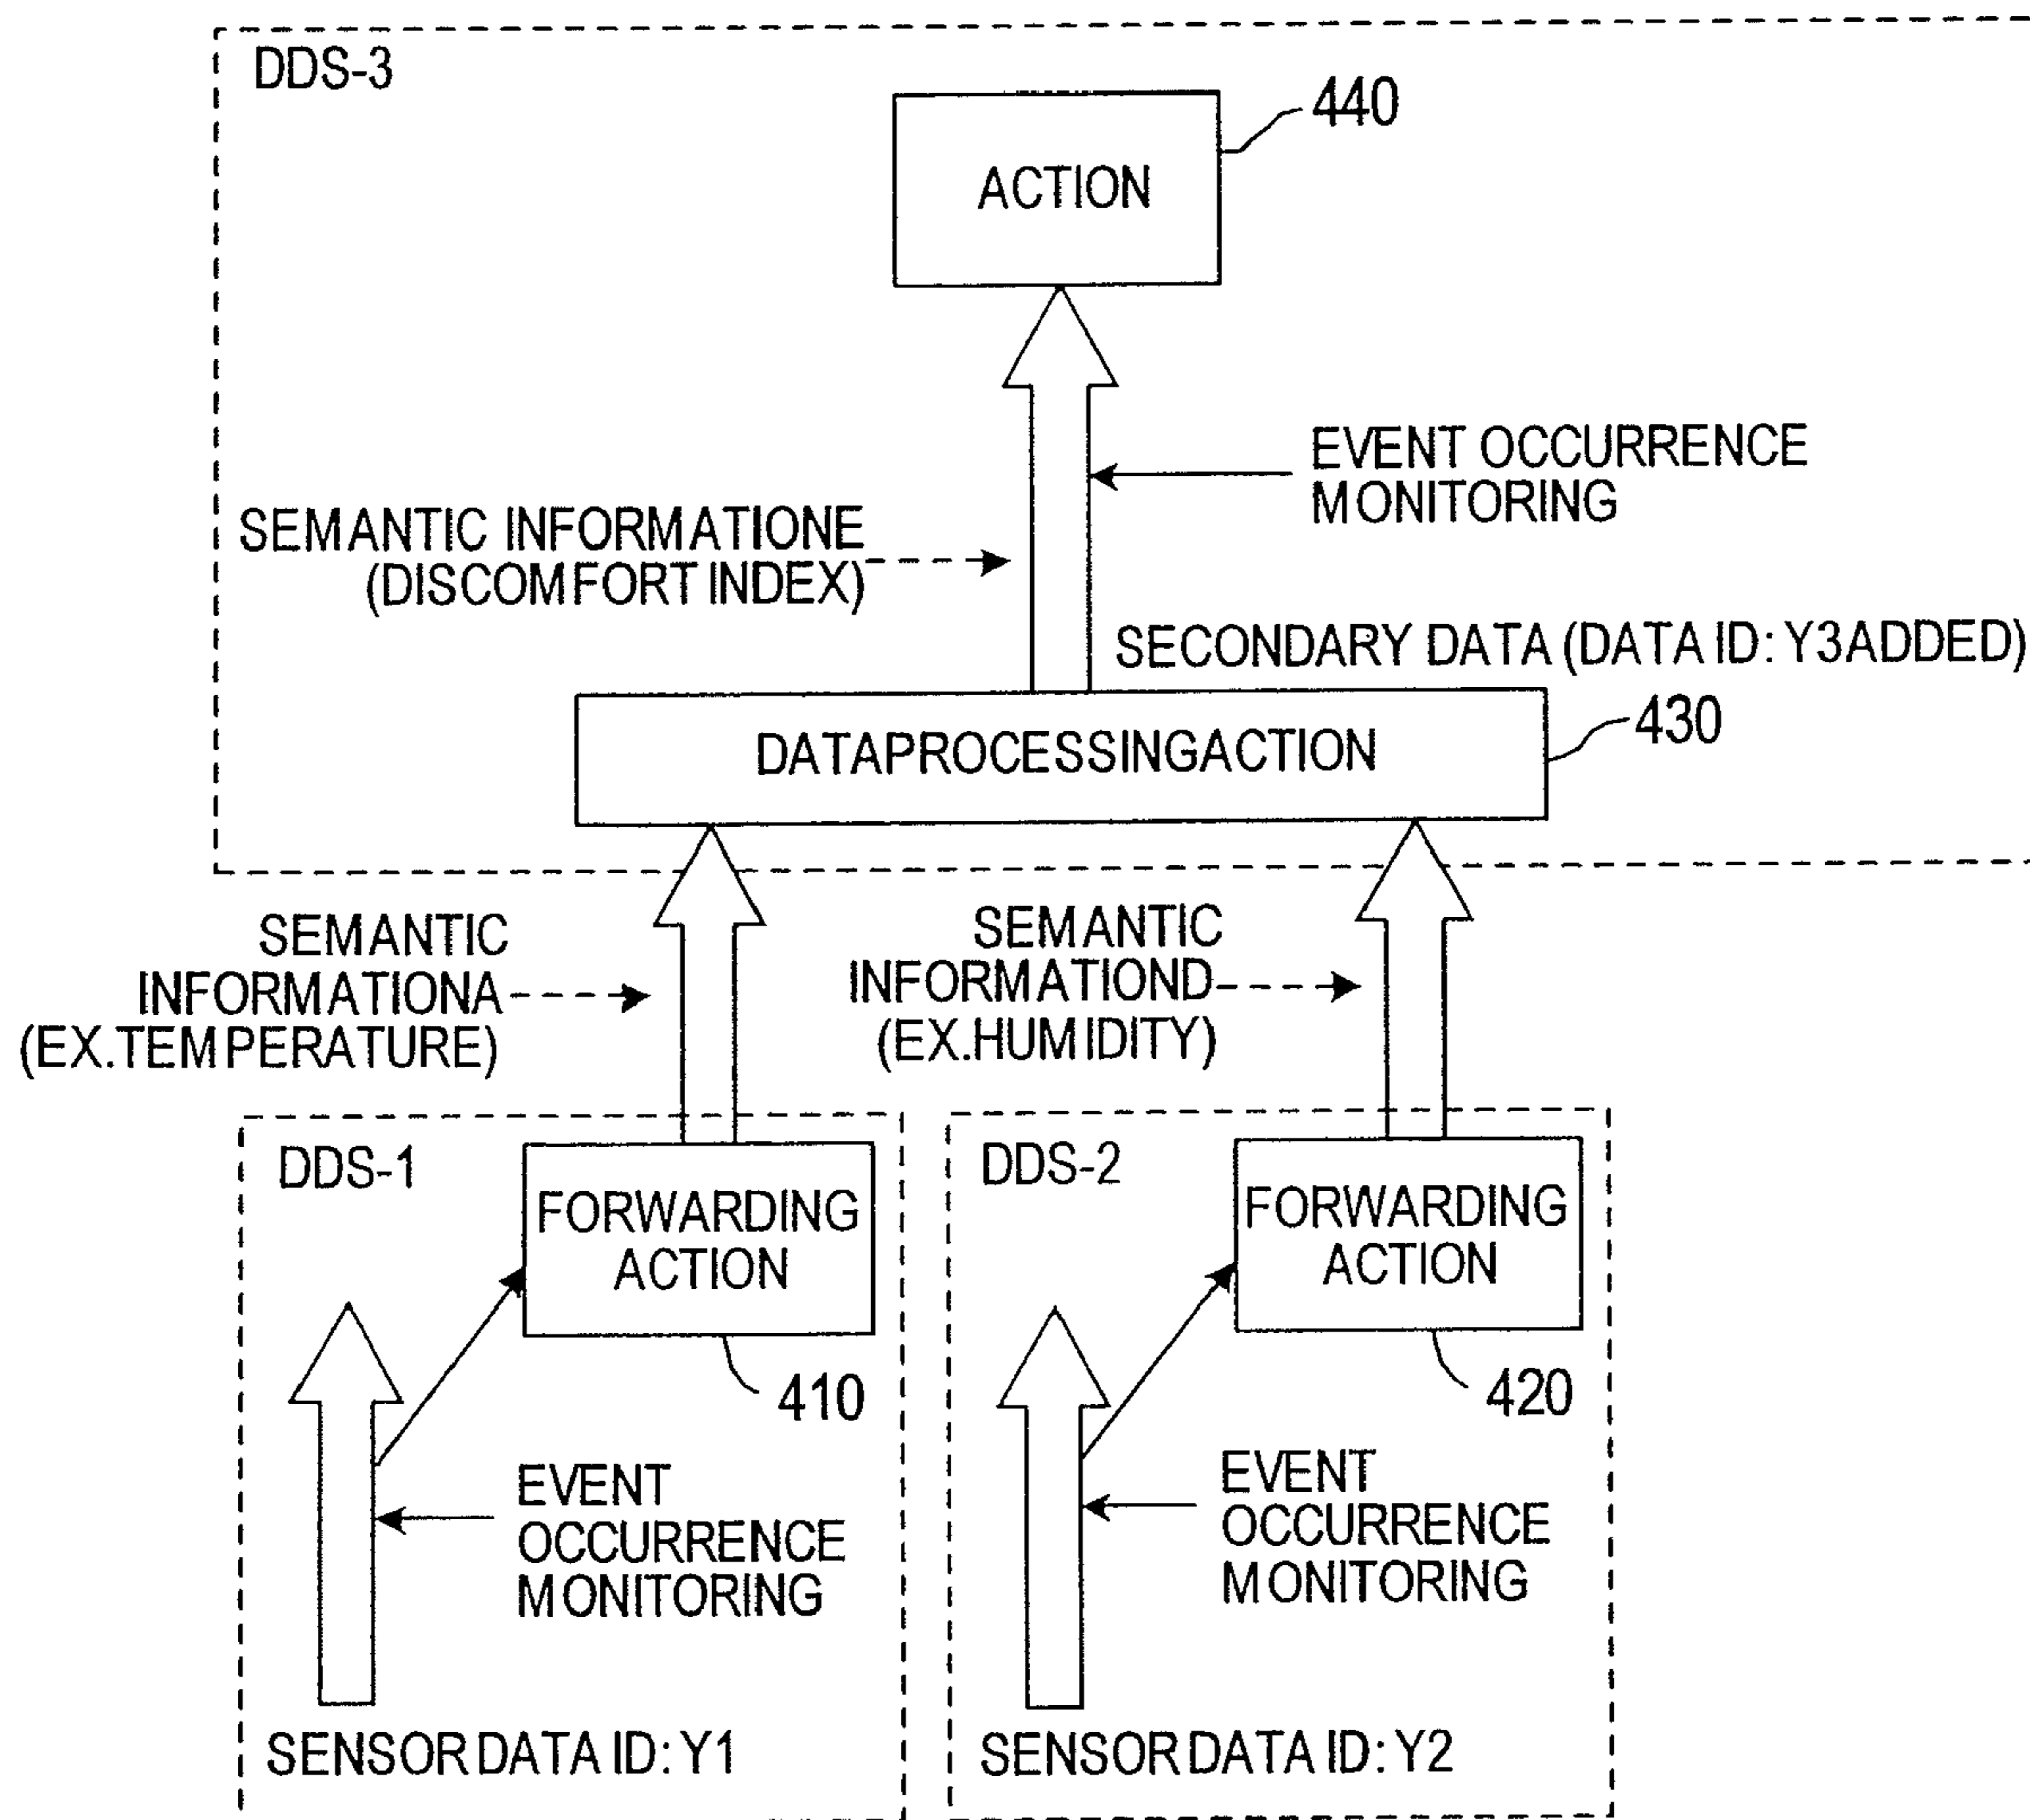 DDS-3
440
ACTION
EVENT OCCURRENCE
MONITORING
SEMANTIC INFORMATIONE
(DISCOMFORT INDEX)
SECONDARY DATA (DATA ID: Y3ADDED)
430
DATAPROCESSINGACTION
SEMANTIC
INFORMATIONA
(EX.TEMPERATURE)
SEMANTIC
INFORMATIOND
(EX.HUMIDITY)
DDS-1
FORWARDING
ACTION
410
EVENT
OCCURRENCE
MONITORING
SENSOR DATA ID: Y1
DDS-2
FORWARDING
ACTION
420
EVENT
OCCURRENCE
MONITORING
SENSOR DATA ID: Y2